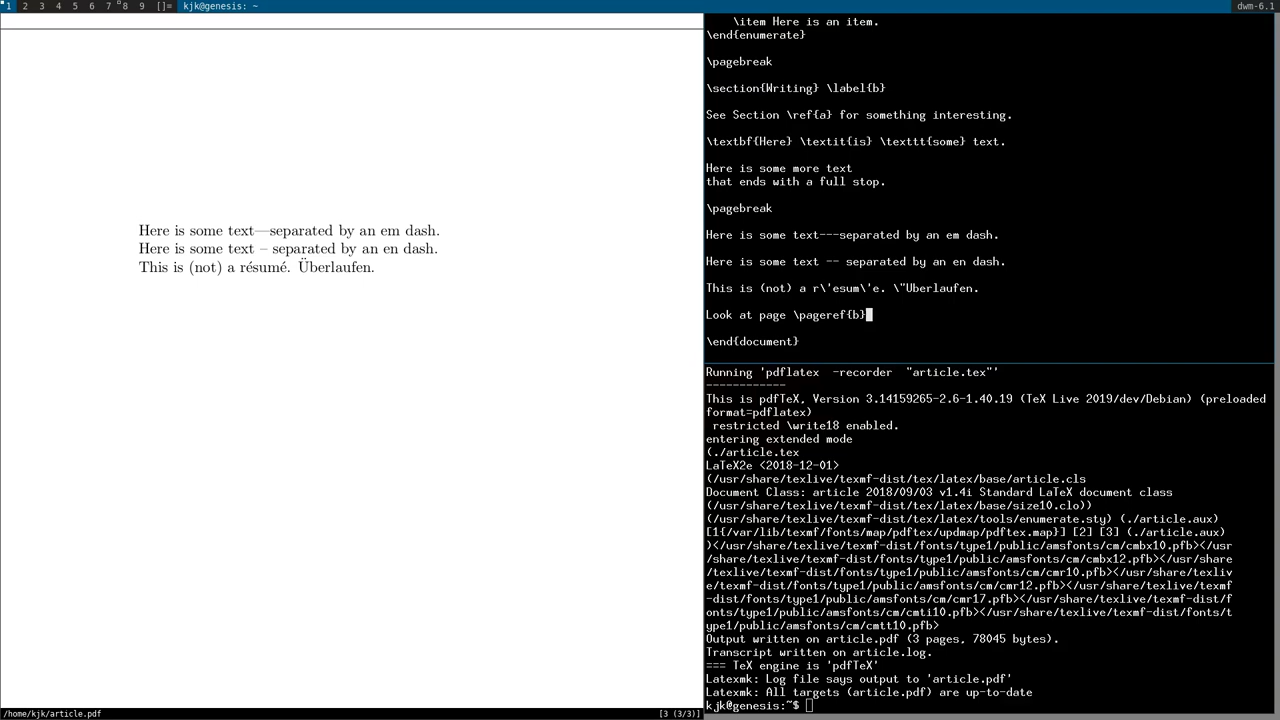 1 2 3 4 5 6 7 8 9 []= kjk@genesis: ~ dwm-6.1
Here is some text—separated by an em dash.
Here is some text – separated by an en dash.
This is (not) a résumé. Überlaufen.
/home/kjk/article.pdf [3 (3/3)]
\item Here is an item.
\end{enumerate}
\pagebreak
\section{Writing} \label{b}
See Section \ref{a} for something interesting.
\textbf{Here} \textit{is} \texttt{some} text.
Here is some more text
that ends with a full stop.
\pagebreak
Here is some text---separated by an em dash.
Here is some text -- separated by an en dash.
This is (not) a r\'esum\'e. \"Uberlaufen.
Look at page \pageref{b}
\end{document}
Running 'pdflatex  -recorder  "article.tex"'
------------
This is pdfTeX, Version 3.14159265-2.6-1.40.19 (TeX Live 2019/dev/Debian) (preloaded
format=pdflatex)
 restricted \write18 enabled.
entering extended mode
(./article.tex
LaTeX2e <2018-12-01>
(/usr/share/texlive/texmf-dist/tex/latex/base/article.cls
Document Class: article 2018/09/03 v1.4i Standard LaTeX document class
(/usr/share/texlive/texmf-dist/tex/latex/base/size10.clo))
(/usr/share/texlive/texmf-dist/tex/latex/tools/enumerate.sty) (./article.aux)
[1{/var/lib/texmf/fonts/map/pdftex/updmap/pdftex.map}] [2] [3] (./article.aux)
)</usr/share/texlive/texmf-dist/fonts/type1/public/amsfonts/cm/cmbx10.pfb></usr
/share/texlive/texmf-dist/fonts/type1/public/amsfonts/cm/cmbx12.pfb></usr/share
/texlive/texmf-dist/fonts/type1/public/amsfonts/cm/cmr10.pfb></usr/share/texliv
e/texmf-dist/fonts/type1/public/amsfonts/cm/cmr12.pfb></usr/share/texlive/texmf
-dist/fonts/type1/public/amsfonts/cm/cmr17.pfb></usr/share/texlive/texmf-dist/f
onts/type1/public/amsfonts/cm/cmti10.pfb></usr/share/texlive/texmf-dist/fonts/t
ype1/public/amsfonts/cm/cmtt10.pfb>
Output written on article.pdf (3 pages, 78045 bytes).
Transcript written on article.log.
=== TeX engine is 'pdfTeX'
Latexmk: Log file says output to 'article.pdf'
Latexmk: All targets (article.pdf) are up-to-date
kjk@genesis:~$